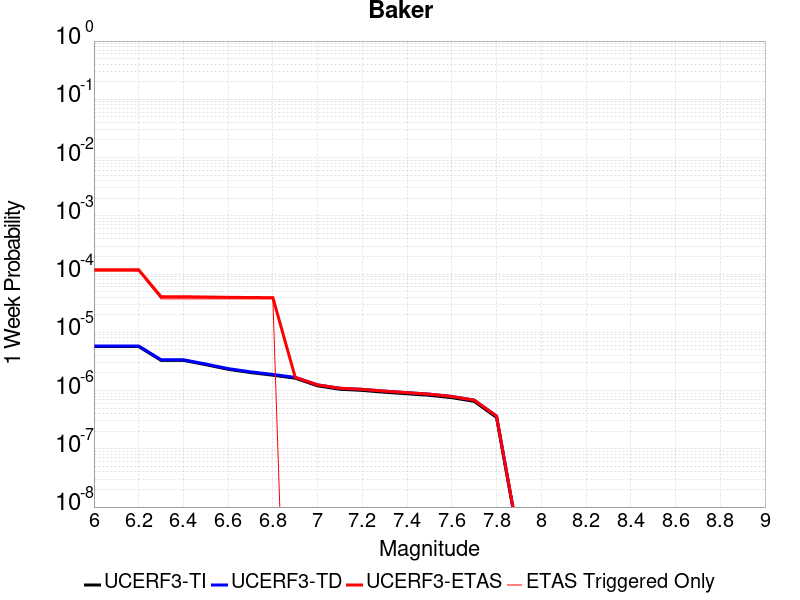 Baker
10^0
10^-1
10^-2
10^-3
10^-4
10^-5
10^-6
10^-7
10^-8
1 Week Probability
6 6.2 6.4 6.6 6.8 7 7.2 7.4 7.6 7.8 8 8.2 8.4 8.6 8.8 9
Magnitude
UCERF3-TI UCERF3-TD UCERF3-ETAS ETAS Triggered Only